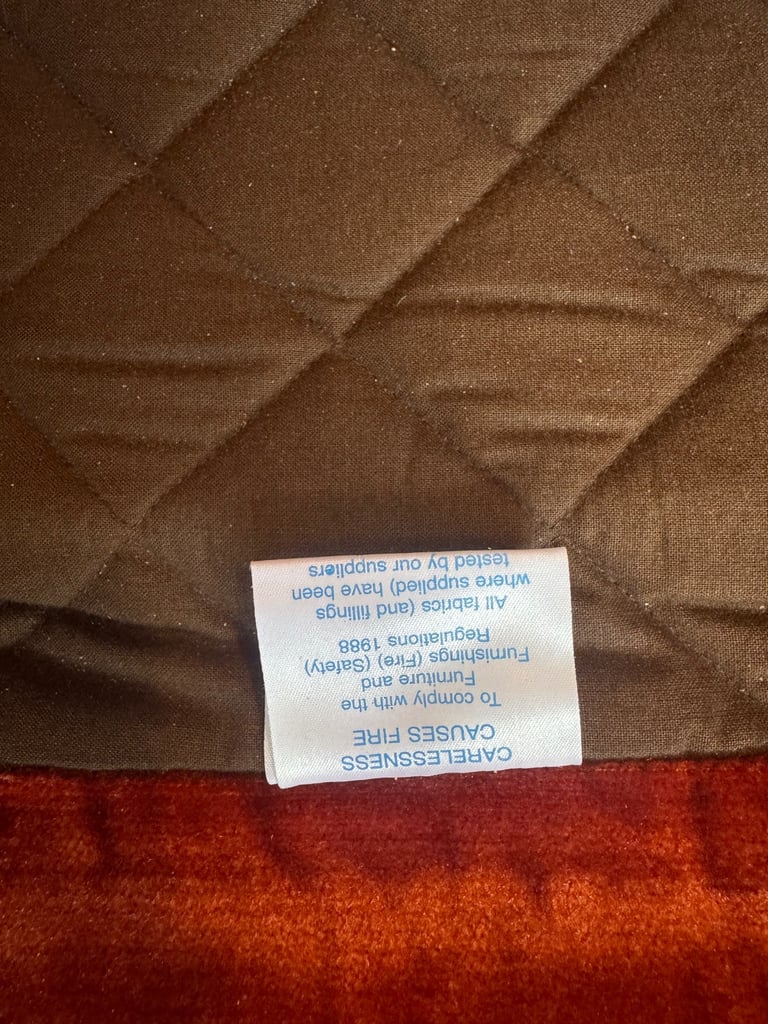 CARELESSNESS
CAUSES FIRE
To comply with the
Furniture and
Furnishings (Fire) (Safety)
Regulations 1988
All fabrics (and fillings
where supplied) have been
tested by our suppliers